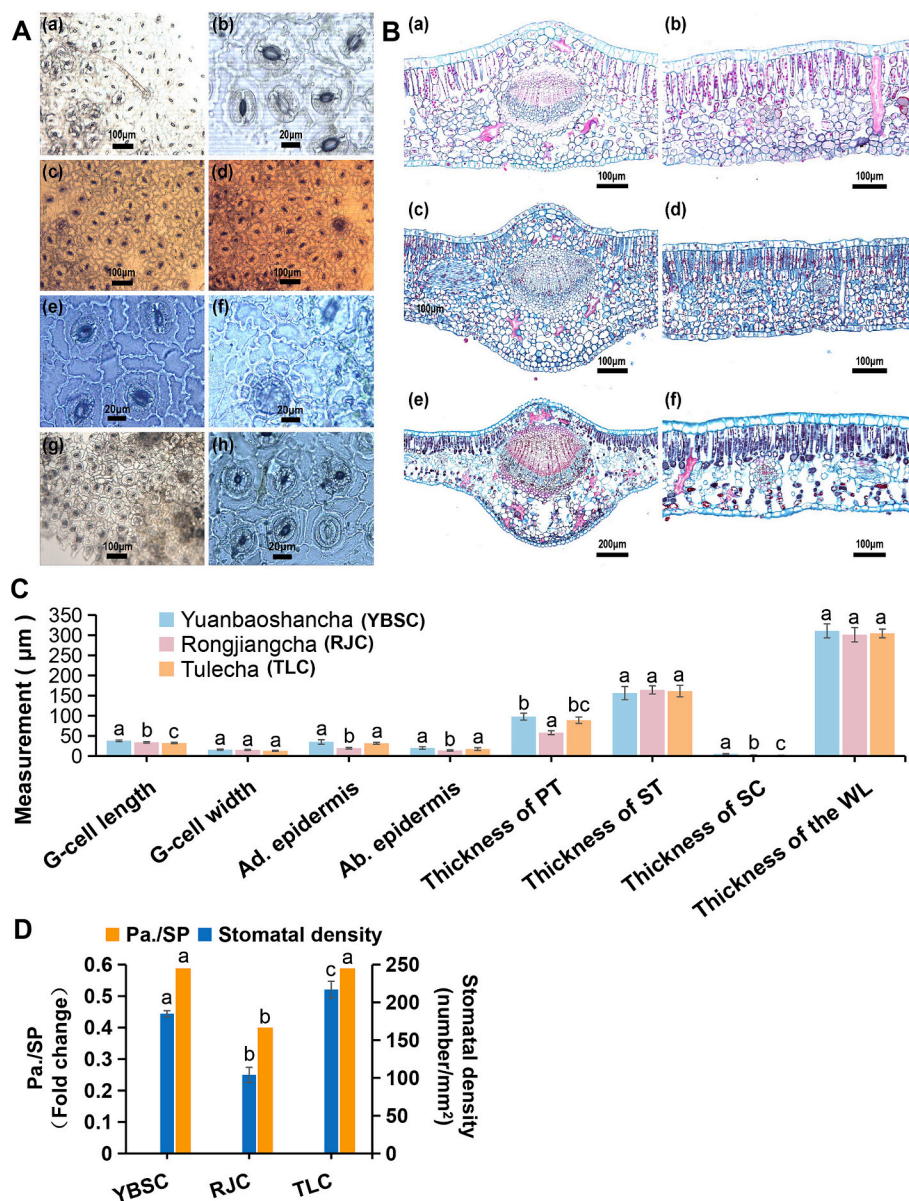 A
(a)
100μm
(b)
20μm
(c)
100μm
(d)
100μm
(e)
20μm
(f)
20μm
(g)
100μm
(h)
20μm
B
(a)
100μm
(b)
100μm
(c)
100μm
100μm
(d)
100μm
(e)
200μm
(f)
100μm
C
Measurement ( μm )
350
300
250
200
150
100
50
0
Yuanbaoshancha (YBSC)
Rongjiangcha (RJC)
Tulecha (TLC)
a b c
a a a
a b a
a b a
b a bc
a a a
a b c
a a a
G-cell length
G-cell width
Ad. epidermis
Ab. epidermis
Thickness of PT
Thickness of ST
Thickness of SC
Thickness of the WL
D
Pa./SP Stomatal density
Pa./SP
(Fold change)
0.6
0.5
0.4
0.3
0.2
0.1
0
a a
b b
c a
250
200
150
100
50
0
Stomatal density
(number/mm²)
YBSC
RJC
TLC